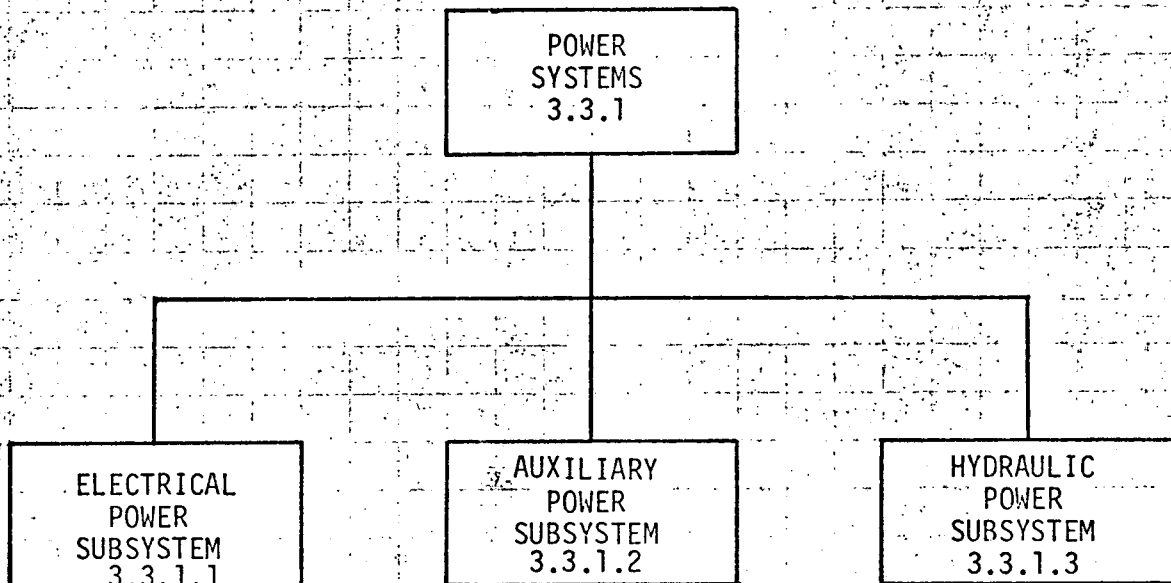 POWER
SYSTEMS
3.3.1
ELECTRICAL
POWER
SUBSYSTEM
3.3.1.1
AUXILIARY
POWER
SUBSYSTEM
3.3.1.2
HYDRAULIC
POWER
SUBSYSTEM
3.3.1.3